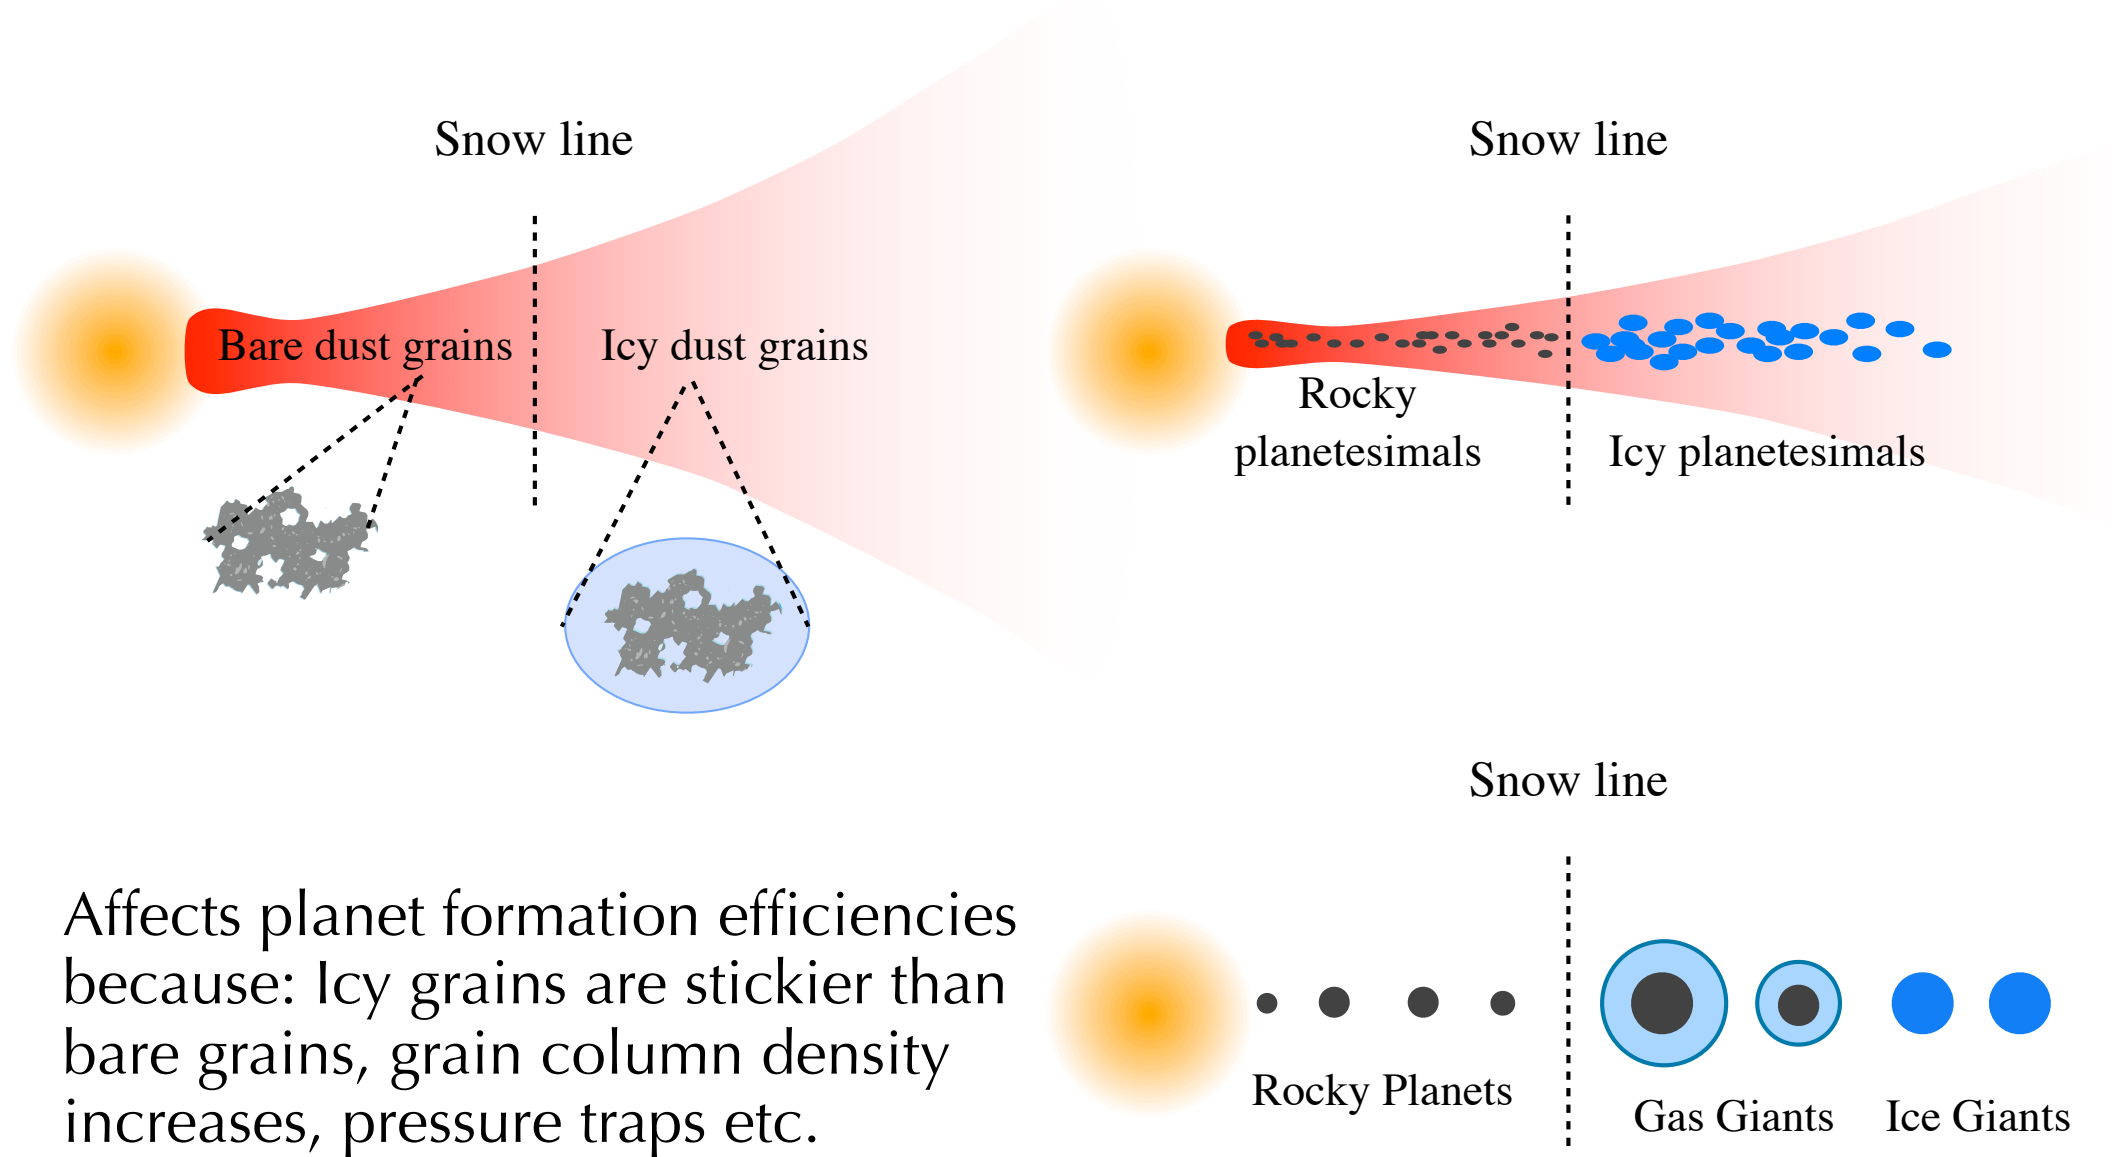 Snow line
Bare dust grains
Icy dust grains
Snow line
Rocky
planetesimals
Icy planetesimals
Affects planet formation efficiencies
because: Icy grains are stickier than
bare grains, grain column density
increases, pressure traps etc.
Snow line
Rocky Planets
Gas Giants
Ice Giants